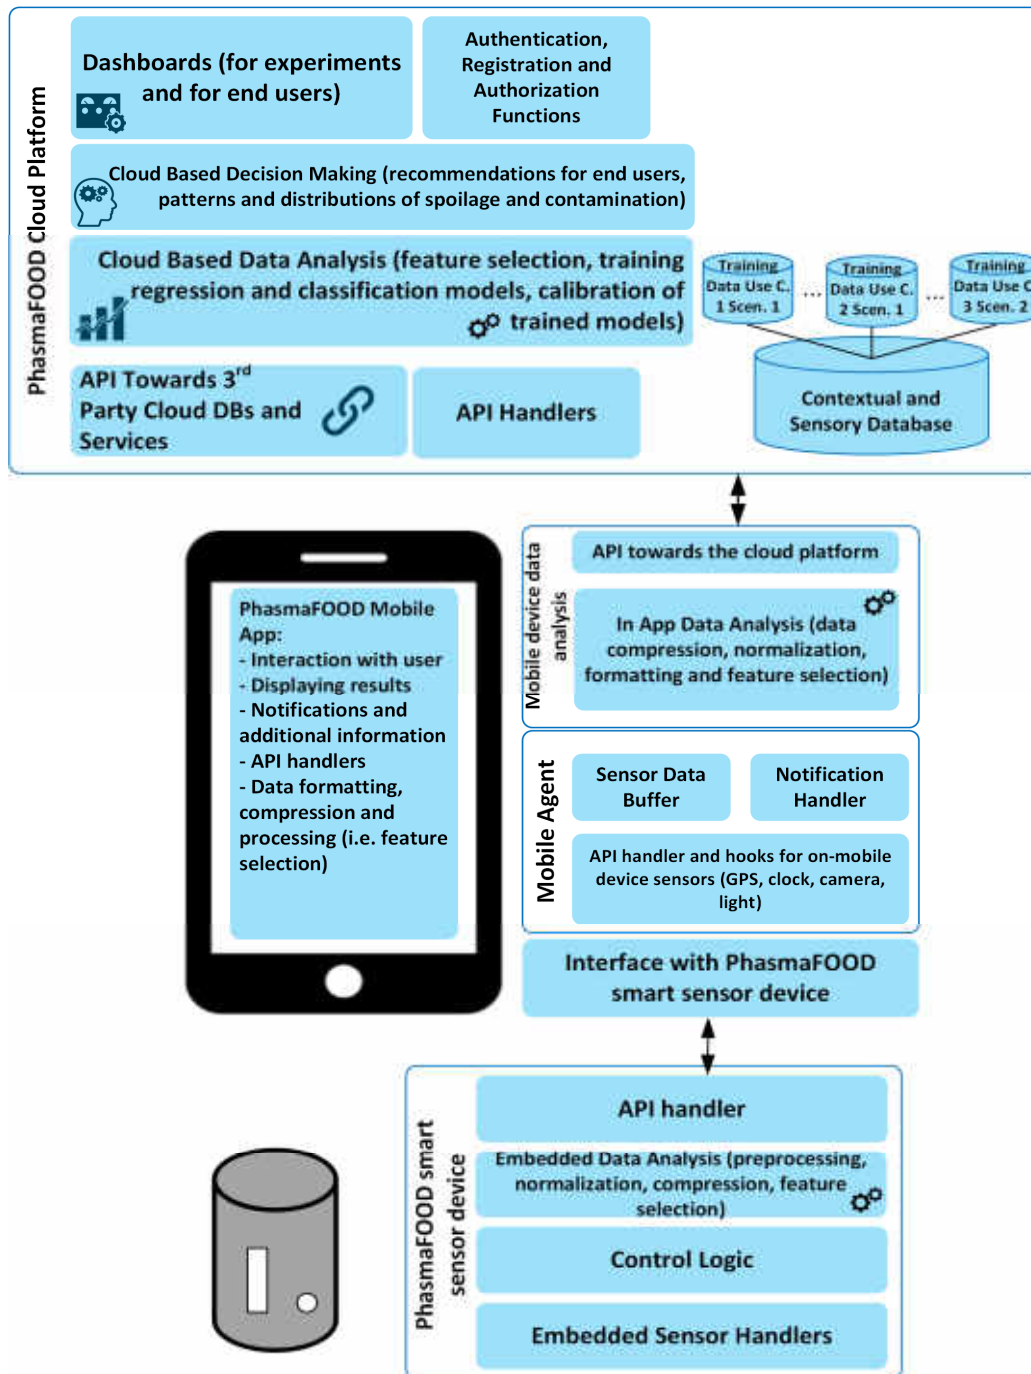 PhasmaFOOD Cloud Platform
Dashboards (for experiments
and for end users)
Authentication,
Registration and
Authorization
Functions
Cloud Based Decision Making (recommendations for end users,
patterns and distributions of spoilage and contamination)
Cloud Based Data Analysis (feature selection, training
regression and classification models, calibration of
trained models)
Training
Data Use C.
1 Scen. 1
...
Training
Data Use C.
2 Scen. 1
...
Training
Data Use C.
3 Scen. 2
Contextual and
Sensory Database
API Towards 3rd
Party Cloud DBs and
Services
API Handlers
PhasmaFOOD Mobile
App:
- Interaction with user
- Displaying results
- Notifications and
additional information
- API handlers
- Data formatting,
compression and
processing (i.e. feature
selection)
Mobile device data
analysis
API towards the cloud platform
In App Data Analysis (data
compression, normalization,
formatting and feature selection)
Mobile Agent
Sensor Data
Buffer
Notification
Handler
API handler and hooks for on-mobile
device sensors (GPS, clock, camera,
light)
Interface with PhasmaFOOD
smart sensor device
PhasmaFOOD smart
sensor device
API handler
Embedded Data Analysis (preprocessing,
normalization, compression, feature
selection)
Control Logic
Embedded Sensor Handlers